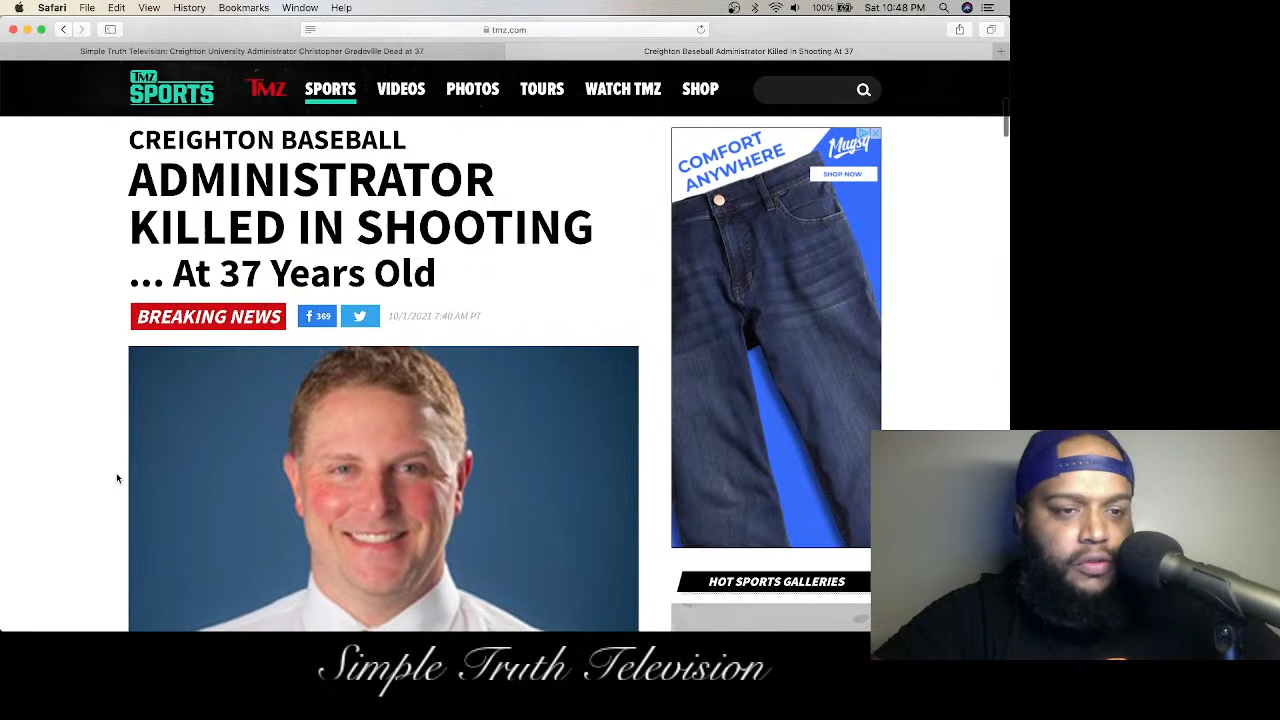 Safari File Edit View History Bookmarks Window Help
100% Sat 10:48 PM
tmz.com
Simple Truth Television: Creighton University Administrator Christopher Gradoville Dead at 37
Creighton Baseball Administrator Killed In Shooting At 37
TMZ SPORTS
TMZ SPORTS VIDEOS PHOTOS TOURS WATCH TMZ SHOP
CREIGHTON BASEBALL
ADMINISTRATOR
KILLED IN SHOOTING
... At 37 Years Old
BREAKING NEWS
369
10/1/2021 7:40 AM PT
COMFORT
ANYWHERE
Mugsy
SHOP NOW
HOT SPORTS GALLERIES
Simple Truth Television